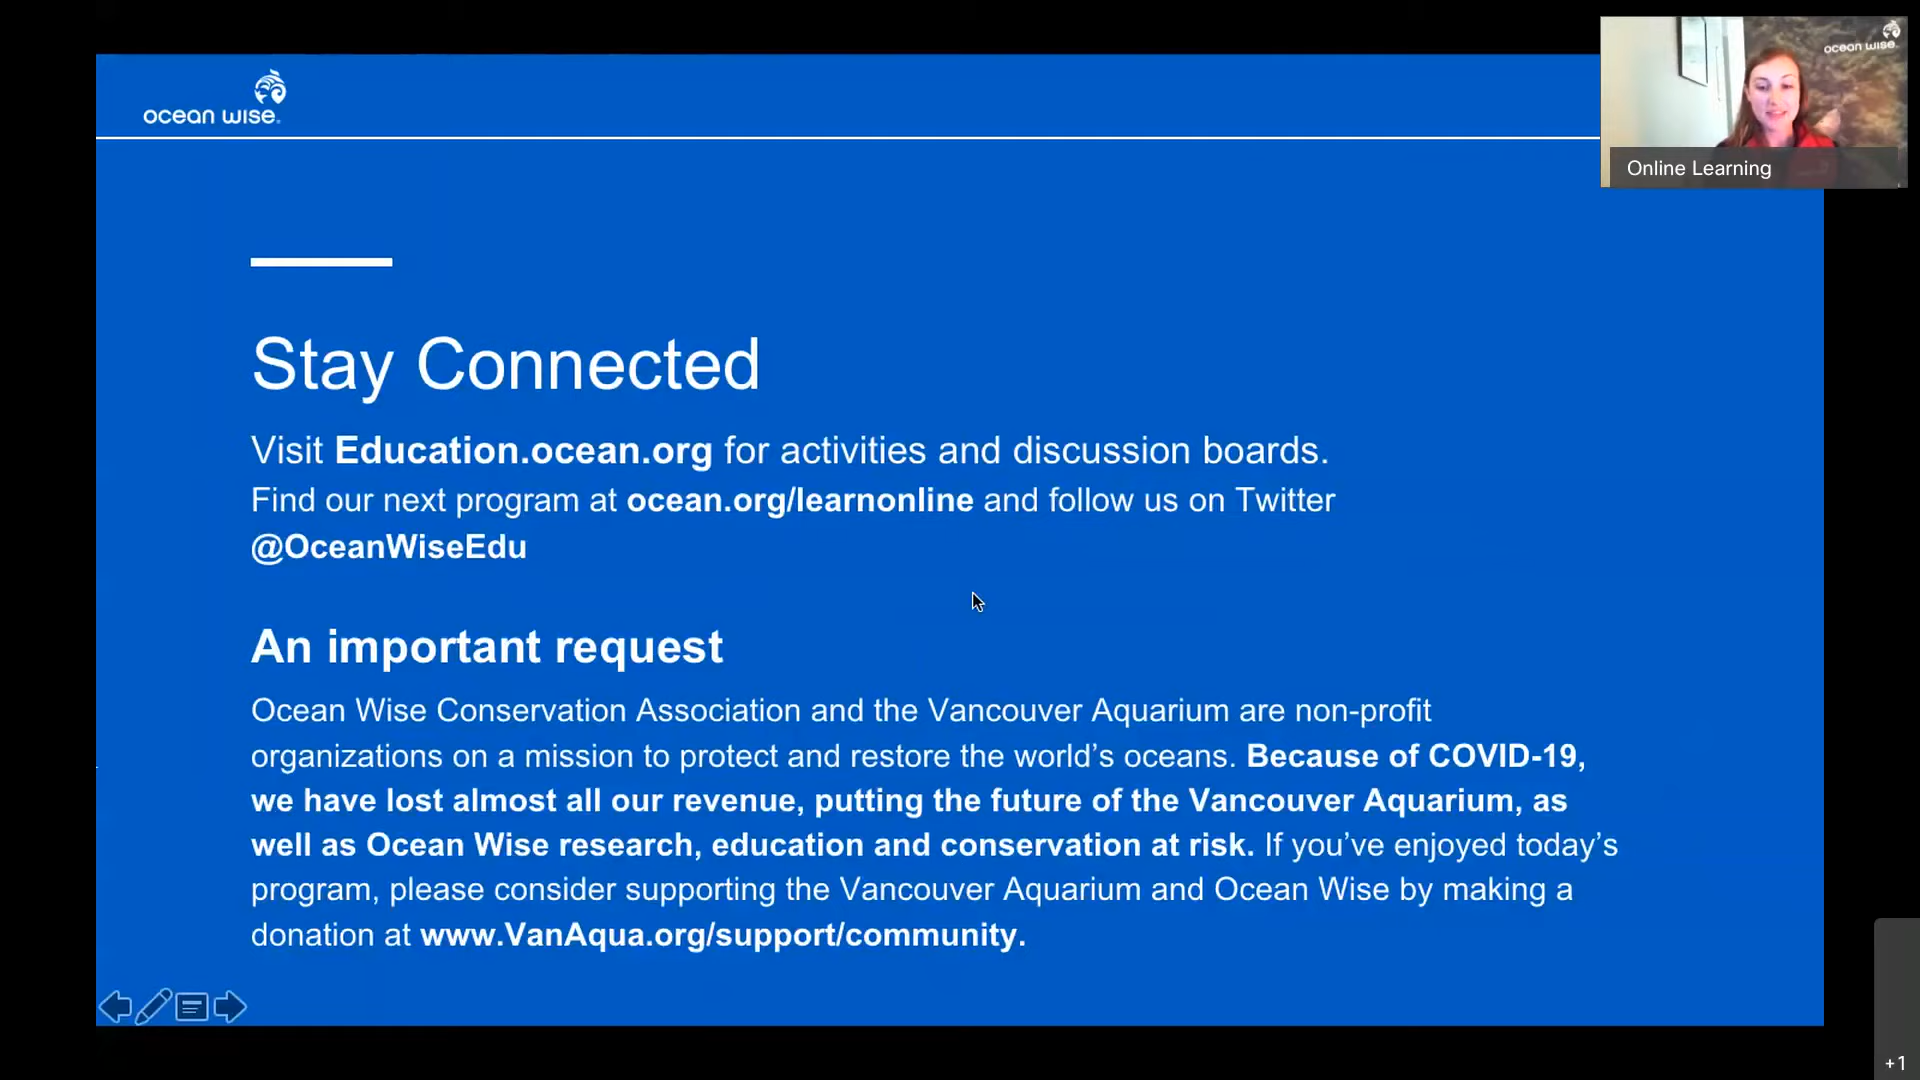 ocean wise.
ocean wise.
Online Learning
Stay Connected
Visit Education.ocean.org for activities and discussion boards.
Find our next program at ocean.org/learnonline and follow us on Twitter
@OceanWiseEdu
An important request
Ocean Wise Conservation Association and the Vancouver Aquarium are non-profit
organizations on a mission to protect and restore the world’s oceans. Because of COVID-19,
we have lost almost all our revenue, putting the future of the Vancouver Aquarium, as
well as Ocean Wise research, education and conservation at risk. If you’ve enjoyed today’s
program, please consider supporting the Vancouver Aquarium and Ocean Wise by making a
donation at www.VanAqua.org/support/community.
+1